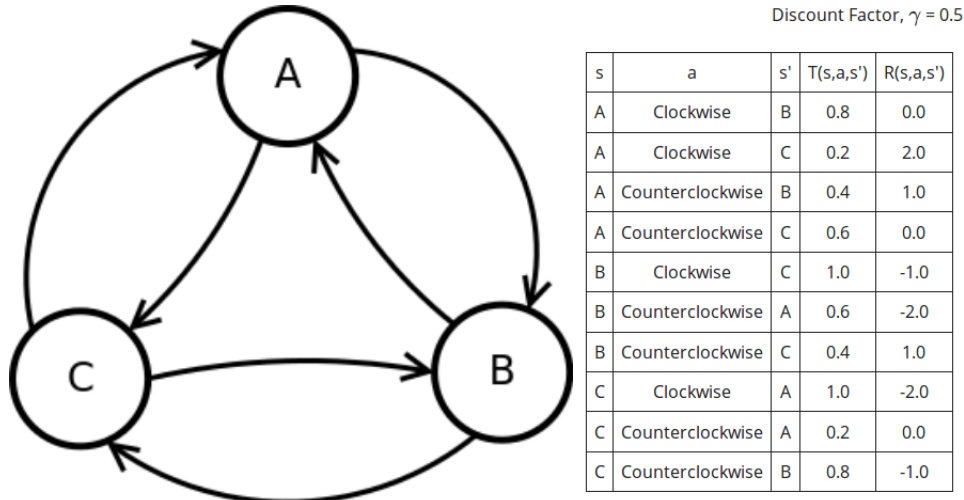 Discount Factor, γ = 0.5
A
C
B
s a s' T(s,a,s') R(s,a,s')
A Clockwise B 0.8 0.0
A Clockwise C 0.2 2.0
A Counterclockwise B 0.4 1.0
A Counterclockwise C 0.6 0.0
B Clockwise C 1.0 -1.0
B Counterclockwise A 0.6 -2.0
B Counterclockwise C 0.4 1.0
C Clockwise A 1.0 -2.0
C Counterclockwise A 0.2 0.0
C Counterclockwise B 0.8 -1.0